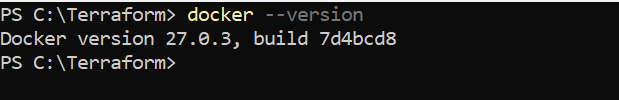 PS C:\Terraform> docker --version
Docker version 27.0.3, build 7d4bcd8
PS C:\Terraform>